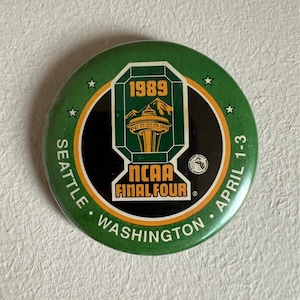 1989
NCAA
FINAL FOUR ®
SEATTLE • WASHINGTON • APRIL 1-3